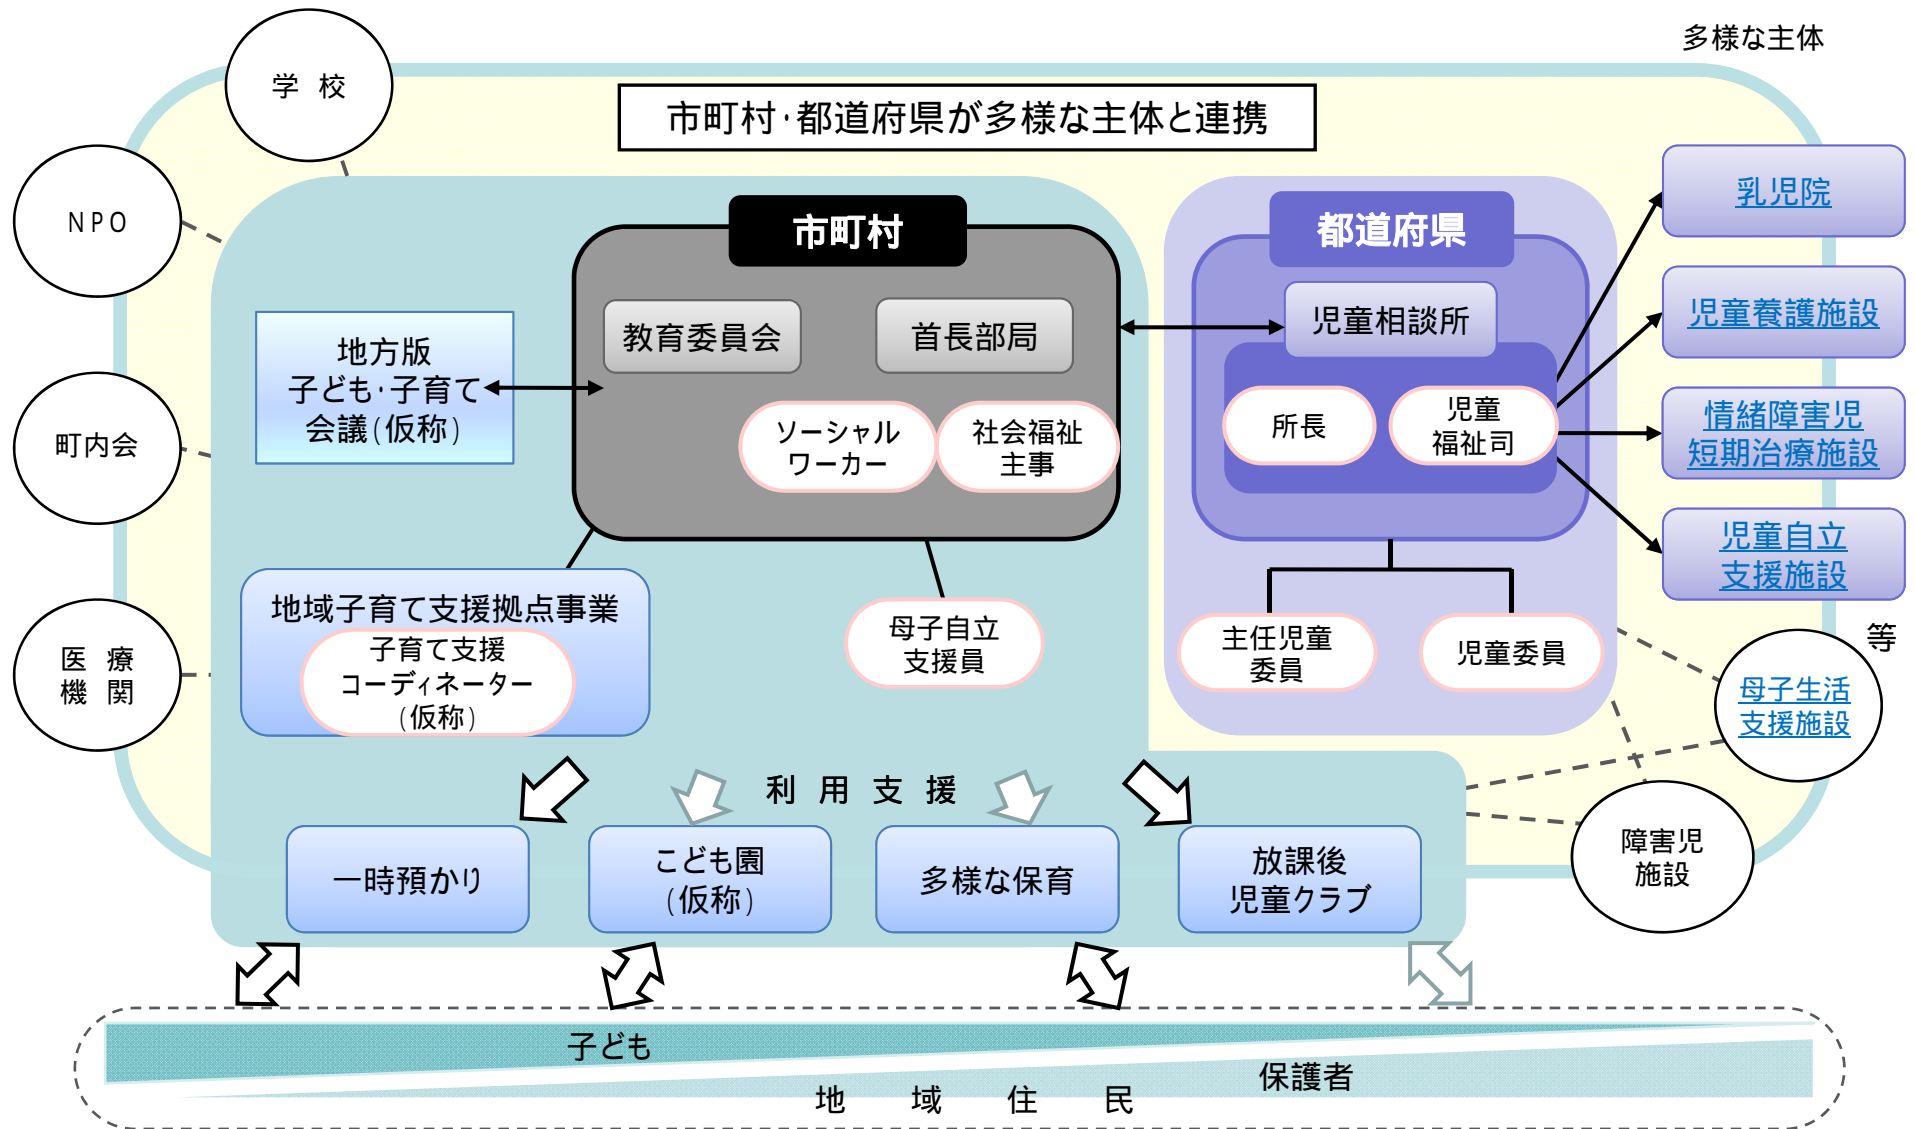 多様な主体
学 校
市町村・都道府県が多様な主体と連携
NPO
町内会
医 療
機 関
市町村
教育委員会
首長部局
ソーシャル
ワーカー
社会福祉
主事
地方版
子ども・子育て
会議(仮称)
地域子育て支援拠点事業
子育て支援
コーディネーター
(仮称)
母子自立
支援員
都道府県
児童相談所
所長
児童
福祉司
主任児童
委員
児童委員
乳児院
児童養護施設
情緒障害児
短期治療施設
児童自立
支援施設
等
母子生活
支援施設
障害児
施設
利 用 支 援
一時預かり
こども園
(仮称)
多様な保育
放課後
児童クラブ
子ども
保護者
地 域 住 民